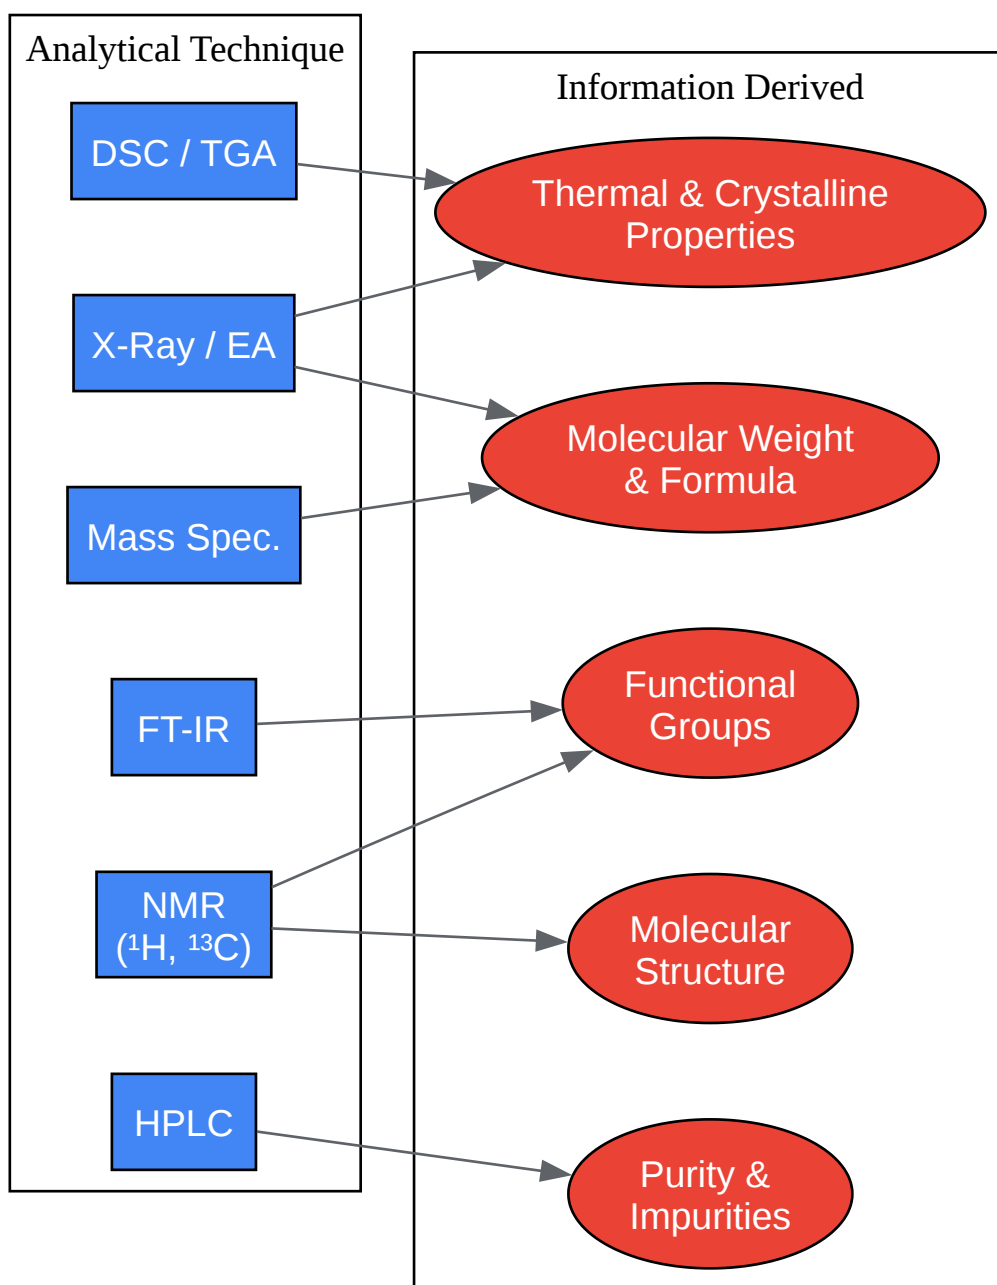 Analytical Technique
DSC / TGA
X-Ray / EA
Mass Spec.
FT-IR
NMR
(¹H, ¹³C)
HPLC
Information Derived
Thermal & Crystalline
Properties
Molecular Weight
& Formula
Functional
Groups
Molecular
Structure
Purity &
Impurities